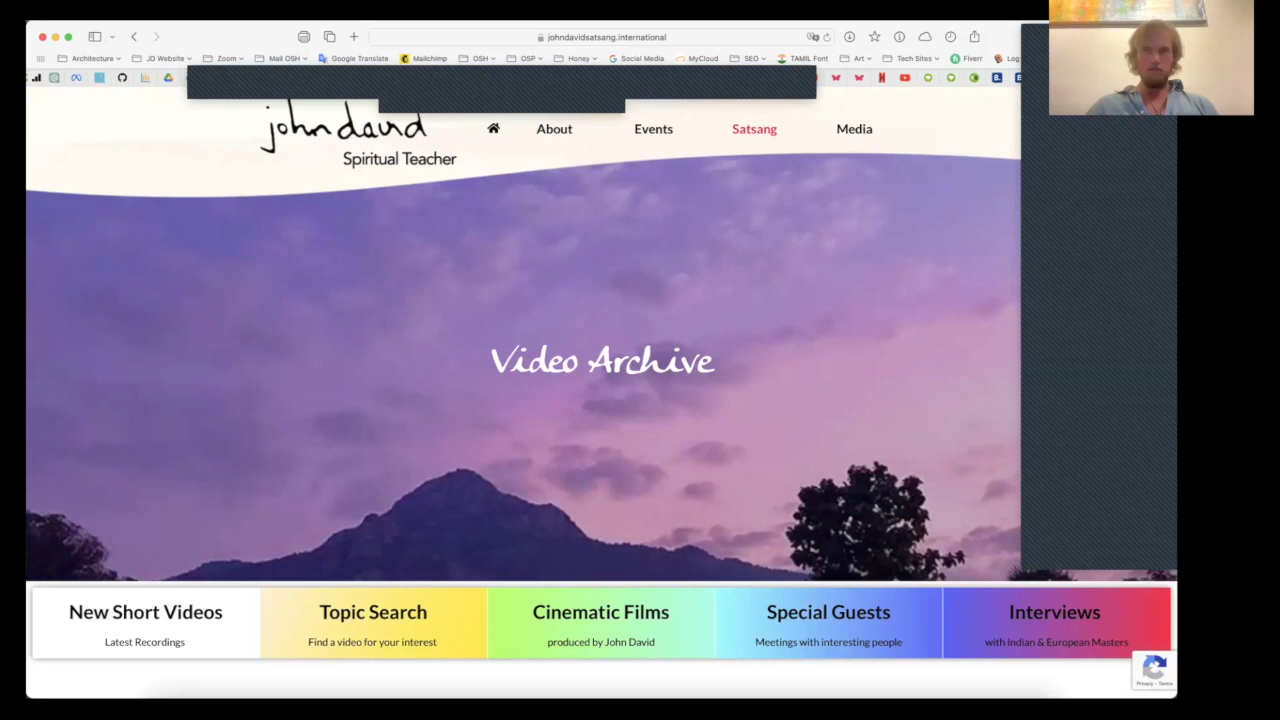 johndavidsatsang.international
Architecture JD Website Zoom Mail OSH Google Translate Mailchimp OSH OSP Honey Social Media MyCloud SEO TAMIL Font Art Tech Sites Fiverr Log
john david
Spiritual Teacher
About Events Satsang Media
Video Archive
New Short Videos Topic Search Cinematic Films Special Guests Interviews
Latest Recordings Find a video for your interest produced by John David Meetings with interesting people with Indian & European Masters
Privacy - Terms